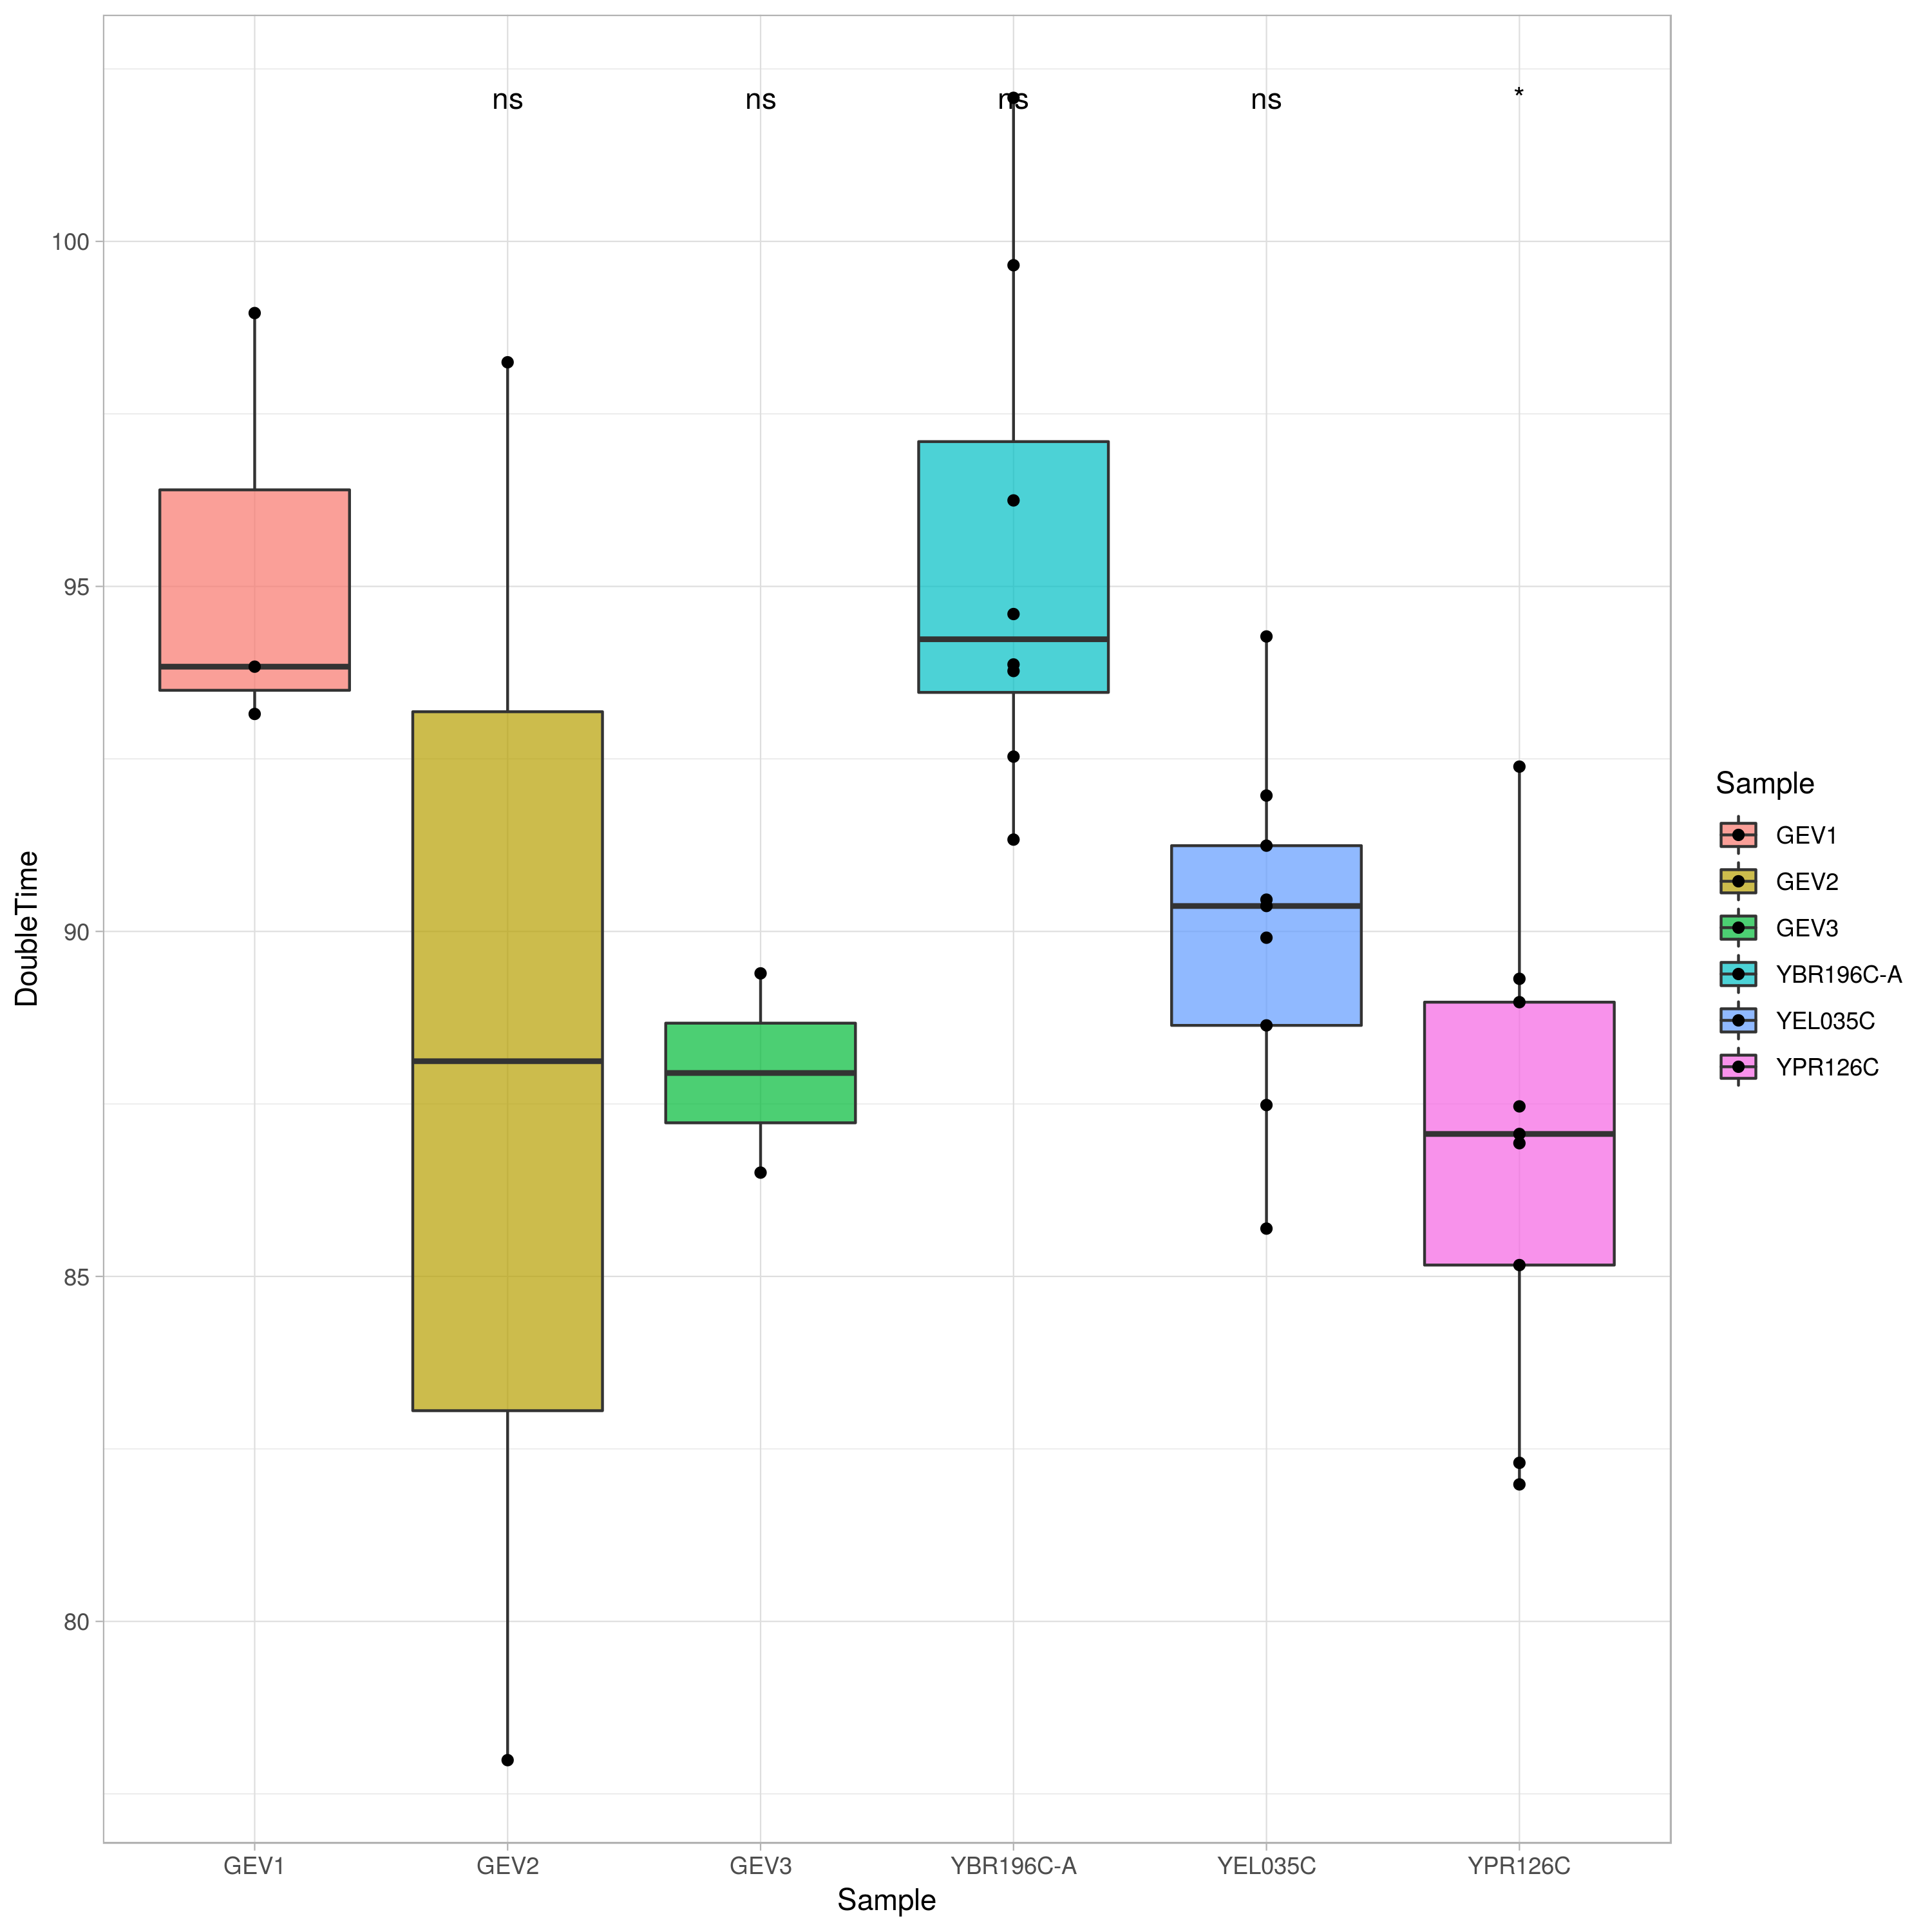 ns ns ns ns *
100
95
90
85
80
DoubleTime
GEV1 GEV2 GEV3 YBR196C-A YEL035C YPR126C
Sample
Sample
GEV1
GEV2
GEV3
YBR196C-A
YEL035C
YPR126C